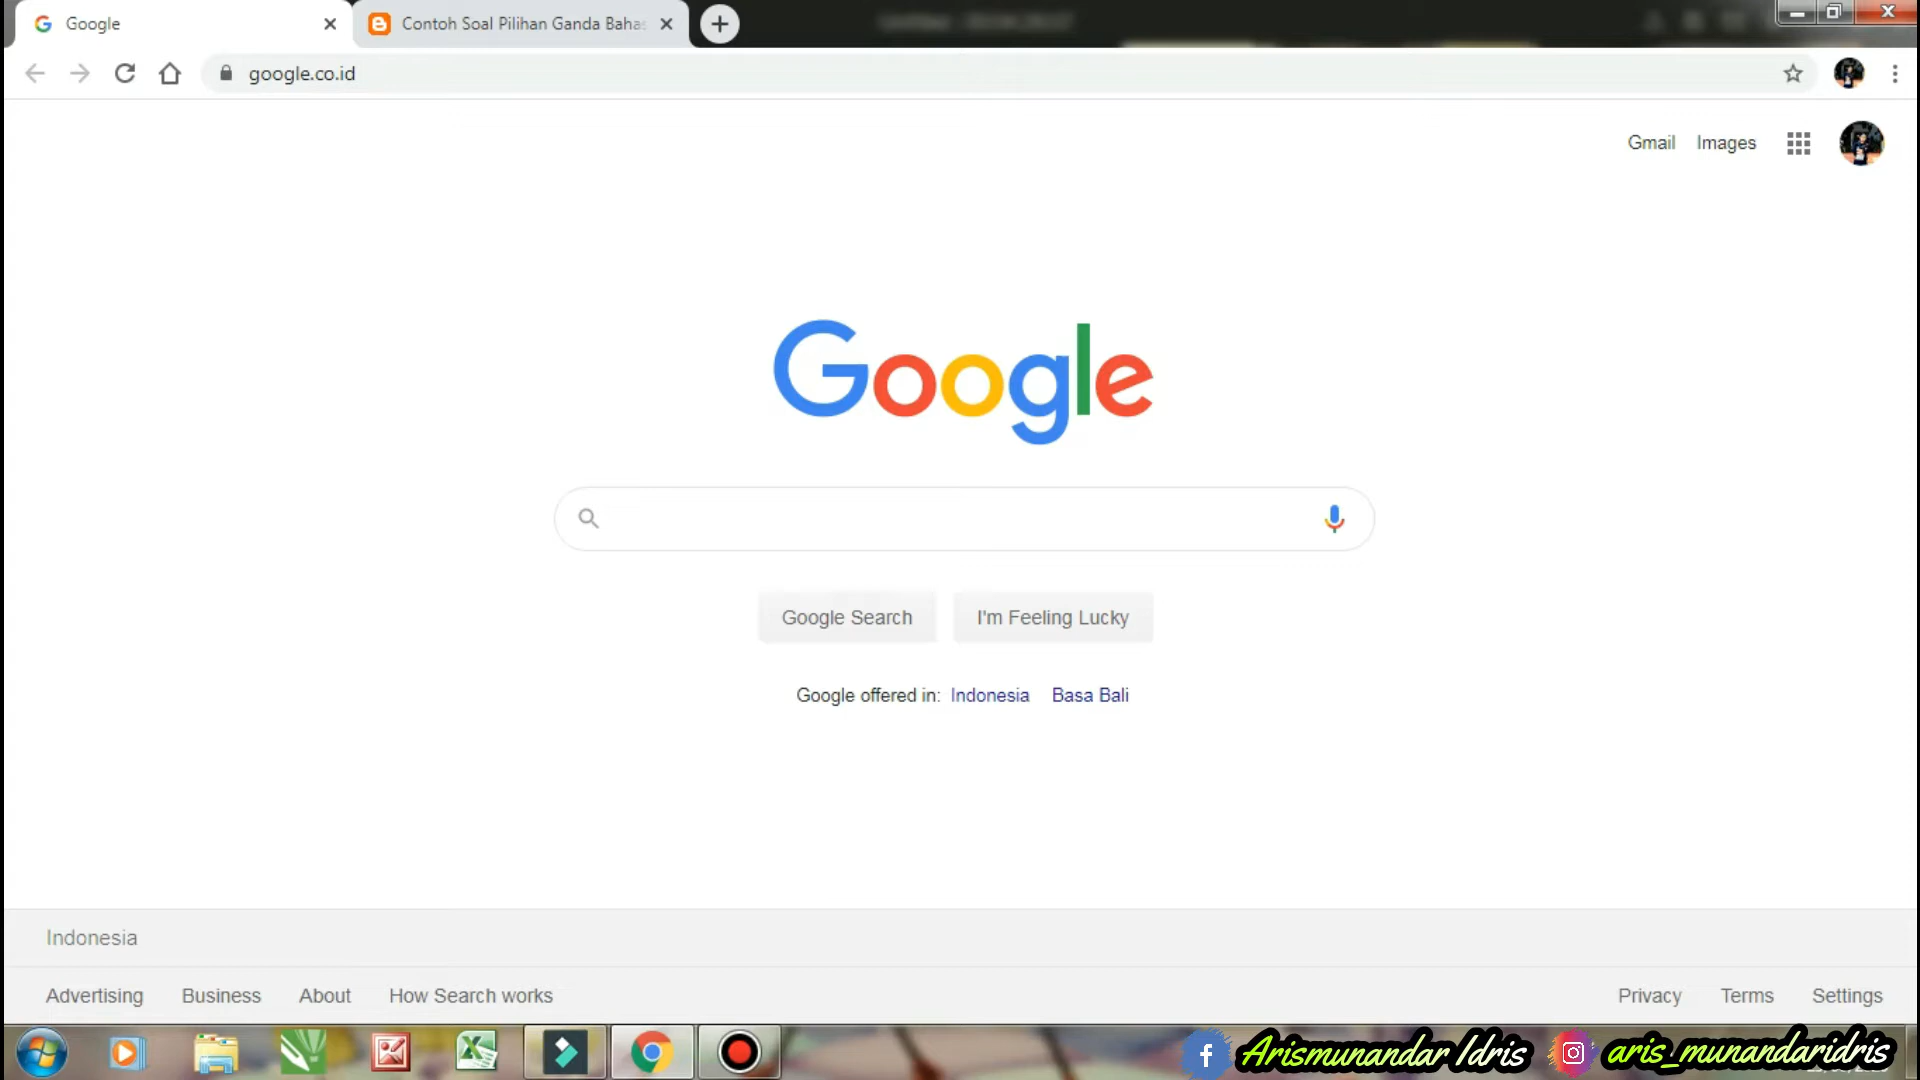 Google
Contoh Soal Pilihan Ganda Bahas
google.co.id
Gmail Images
Google
Google Search I'm Feeling Lucky
Google offered in: Indonesia Basa Bali
Indonesia
Advertising Business About How Search works
Privacy Terms Settings
Arismunandar Idris aris_munandaridris